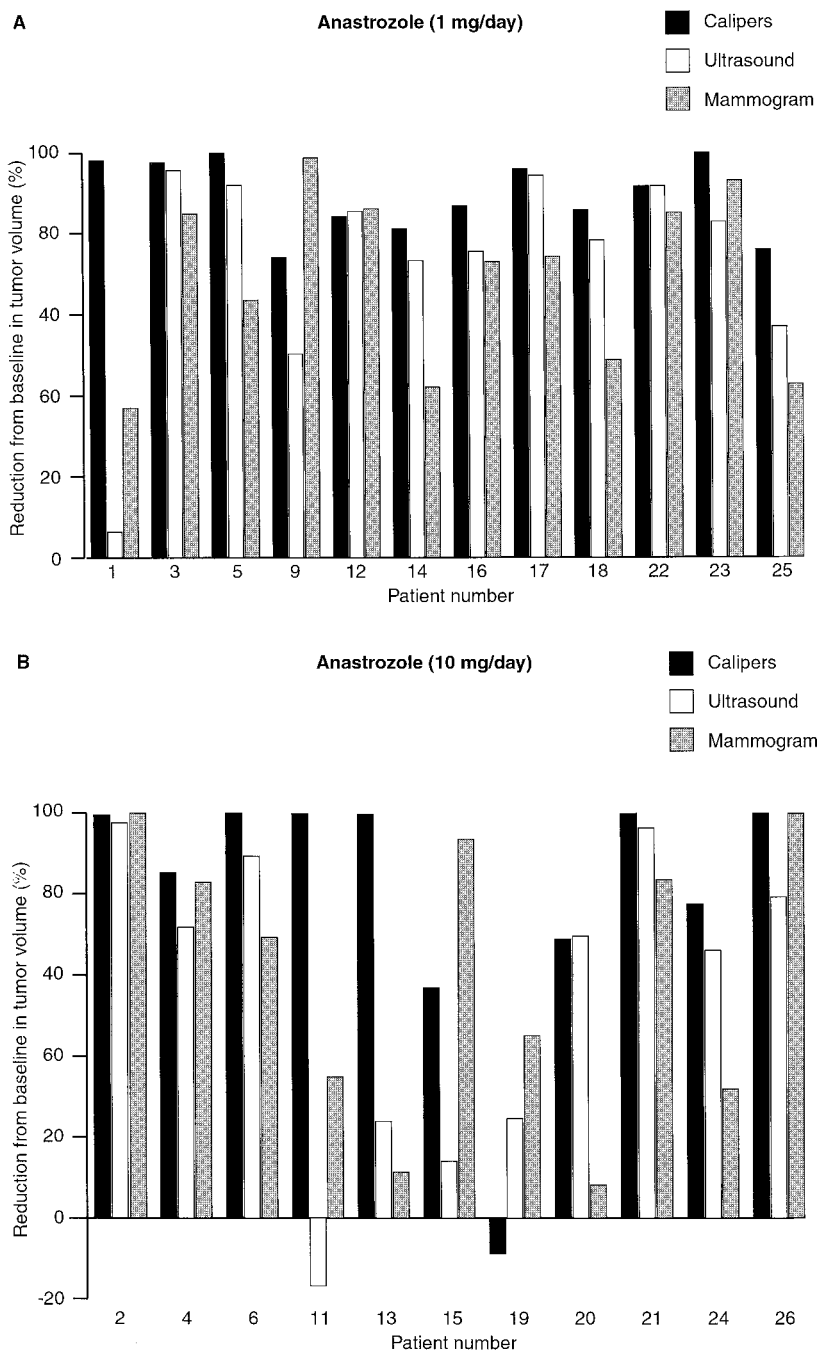 A
Anastrozole (1 mg/day)
Calipers
Ultrasound
Mammogram
Reduction from baseline in tumor volume (%)
100
80
40
60
20
0
1 3 5 9 12 14 16 17 18 22 23 25
Patient number
B
Anastrozole (10 mg/day)
Calipers
Ultrasound
Mammogram
Reduction from baseline in tumor volume (%)
100
80
40
60
20
0
-20
2 4 6 11 13 15 19 20 21 24 26
Patient number